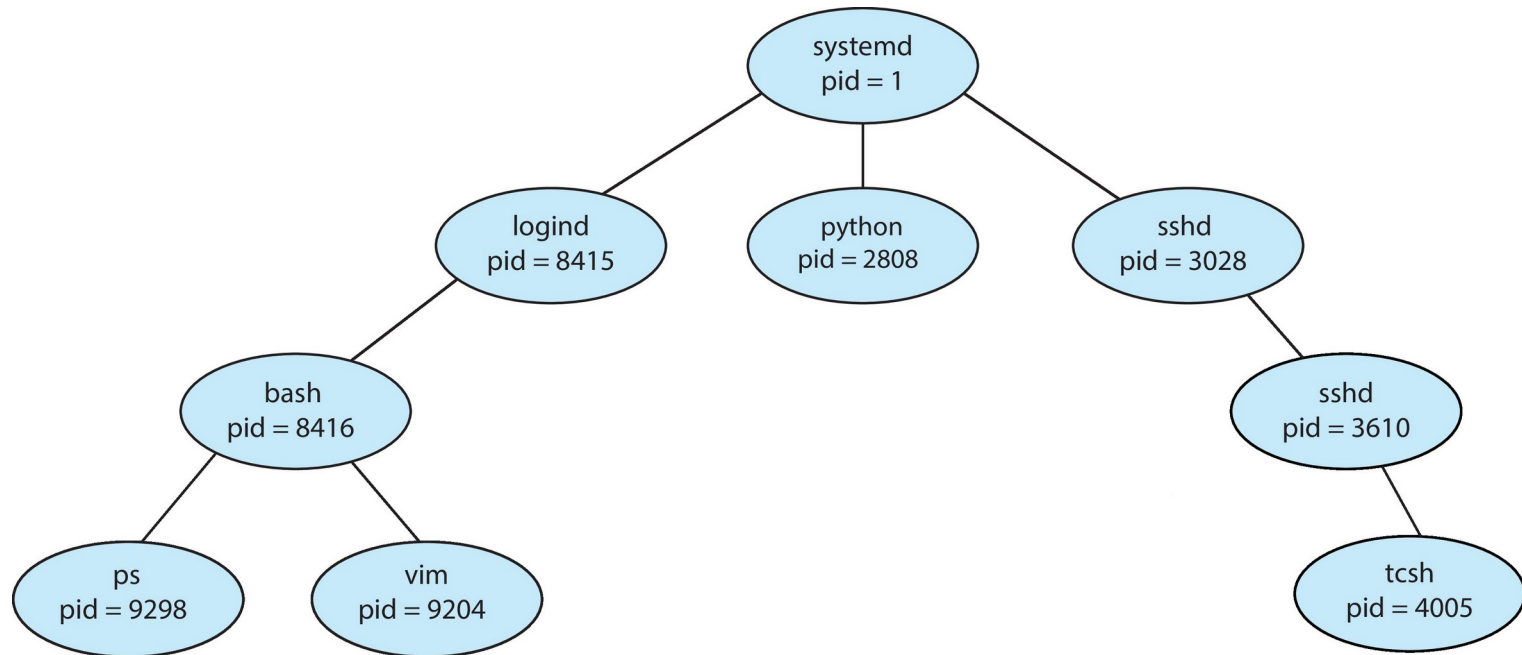 systemd
pid = 1
logind
pid = 8415
python
pid = 2808
sshd
pid = 3028
bash
pid = 8416
sshd
pid = 3610
ps
pid = 9298
vim
pid = 9204
tcsh
pid = 4005